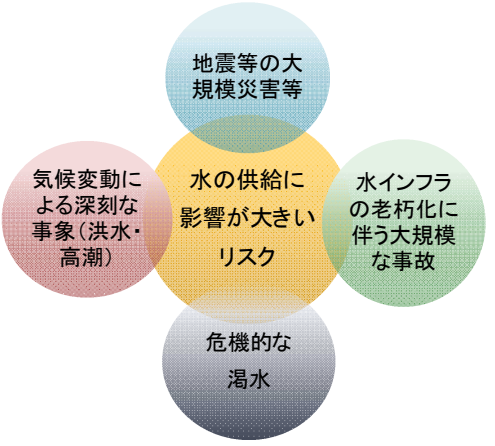 地震等の大
規模災害等
気候変動に
よる深刻な
事象（洪水・
高潮）
水の供給に
影響が大きい
リスク
水インフラ
の老朽化に
伴う大規模
な事故
危機的な
渇水